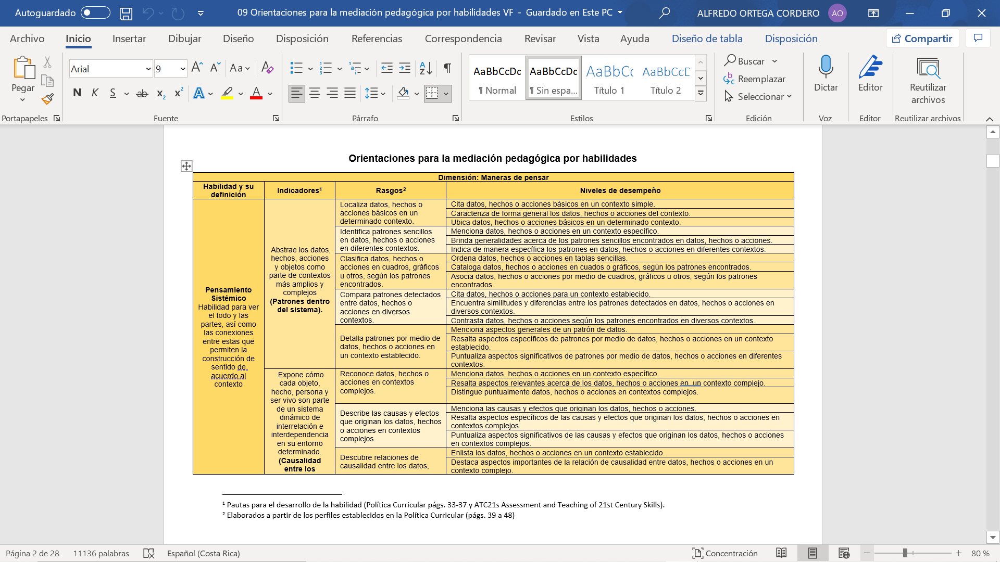 Autoguardado
09 Orientaciones para la mediación pedagógica por habilidades VF - Guardado en Este PC
ALFREDO ORTEGA CORDERO
AO
Archivo Inicio Insertar Dibujar Diseño Disposición Referencias Correspondencia Revisar Vista Ayuda Diseño de tabla Disposición Compartir
Pegar
Arial 9
AaBbCcDc AaBbCcDc AaBbCc AaBbCcD
¶ Normal ¶ Sin espa... Título 1 Título 2
Buscar
Reemplazar
Seleccionar
Dictar
Editor
Reutilizar
archivos
Portapapeles Fuente Párrafo Estilos Edición Voz Editor Reutilizar archivos
Orientaciones para la mediación pedagógica por habilidades
Dimensión: Maneras de pensar
Habilidad y su
definición
Indicadores¹
Rasgos²
Niveles de desempeño
Pensamiento
Sistémico
Habilidad para ver
el todo y las
partes, así como
las conexiones
entre estas que
permiten la
construcción de
sentido de
acuerdo al
contexto
Abstrae los datos,
hechos, acciones
y objetos como
parte de contextos
más amplios y
complejos
(Patrones dentro
del sistema).
Localiza datos, hechos o
acciones básicos en un
determinado contexto.
Cita datos, hechos o acciones básicos en un contexto simple.
Caracteriza de forma general los datos, hechos o acciones del contexto.
Ubica datos, hechos o acciones básicos en un determinado contexto.
Identifica patrones sencillos
en datos, hechos o acciones
en diferentes contextos.
Menciona datos, hechos o acciones en un contexto específico.
Brinda generalidades acerca de los patrones sencillos encontrados en datos, hechos o acciones.
Indica de manera específica los patrones en datos, hechos o acciones en diferentes contextos.
Clasifica datos, hechos o
acciones en cuadros, gráficos
u otros, según los patrones
encontrados.
Ordena datos, hechos o acciones en tablas sencillas.
Cataloga datos, hechos o acciones en cuados o gráficos, según los patrones encontrados.
Asocia datos, hechos o acciones por medio de cuadros, gráficos u otros, según los patrones
encontrados.
Compara patrones detectados
entre datos, hechos o
acciones en diversos
contextos.
Cita datos, hechos o acciones para un contexto establecido.
Encuentra similitudes y diferencias entre los patrones detectados en datos, hechos o acciones en
diversos contextos.
Contrasta datos, hechos o acciones según los patrones encontrados en diversos contextos.
Detalla patrones por medio de
datos, hechos o acciones en
un contexto establecido.
Menciona aspectos generales de un patrón de datos.
Resalta aspectos específicos de patrones por medio de datos, hechos o acciones en un contexto
establecido.
Puntualiza aspectos significativos de patrones por medio de datos, hechos o acciones en diferentes
contextos.
Expone cómo
cada objeto,
hecho, persona y
ser vivo son parte
de un sistema
dinámico de
interrelación e
interdependencia
en su entorno
determinado.
(Causalidad
entre los
Reconoce datos, hechos o
acciones en contextos
complejos.
Menciona datos, hechos o acciones en un contexto específico.
Resalta aspectos relevantes acerca de los datos, hechos o acciones en un contexto complejo.
Distingue puntualmente datos, hechos o acciones en contextos complejos.
Describe las causas y efectos
que originan los datos, hechos
o acciones en contextos
complejos.
Menciona las causas y efectos que originan los datos, hechos o acciones.
Resalta aspectos específicos de las causas y efectos que originan los datos, hechos o acciones en
contextos complejos.
Puntualiza aspectos significativos de las causas y efectos que originan los datos, hechos o acciones
en contextos complejos.
Descubre relaciones de
causalidad entre los datos,
Enlista los datos, hechos o acciones en un contexto establecido.
Destaca aspectos importantes de la relación de causalidad entre datos, hechos o acciones en un
contexto complejo.
¹ Pautas para el desarrollo de la habilidad (Política Curricular págs. 33-37 y ATC21s Assessment and Teaching of 21st Century Skills).
² Elaborados a partir de los perfiles establecidos en la Política Curricular (págs. 39 a 48)
Página 2 de 28 11136 palabras Español (Costa Rica) Concentración 80 %